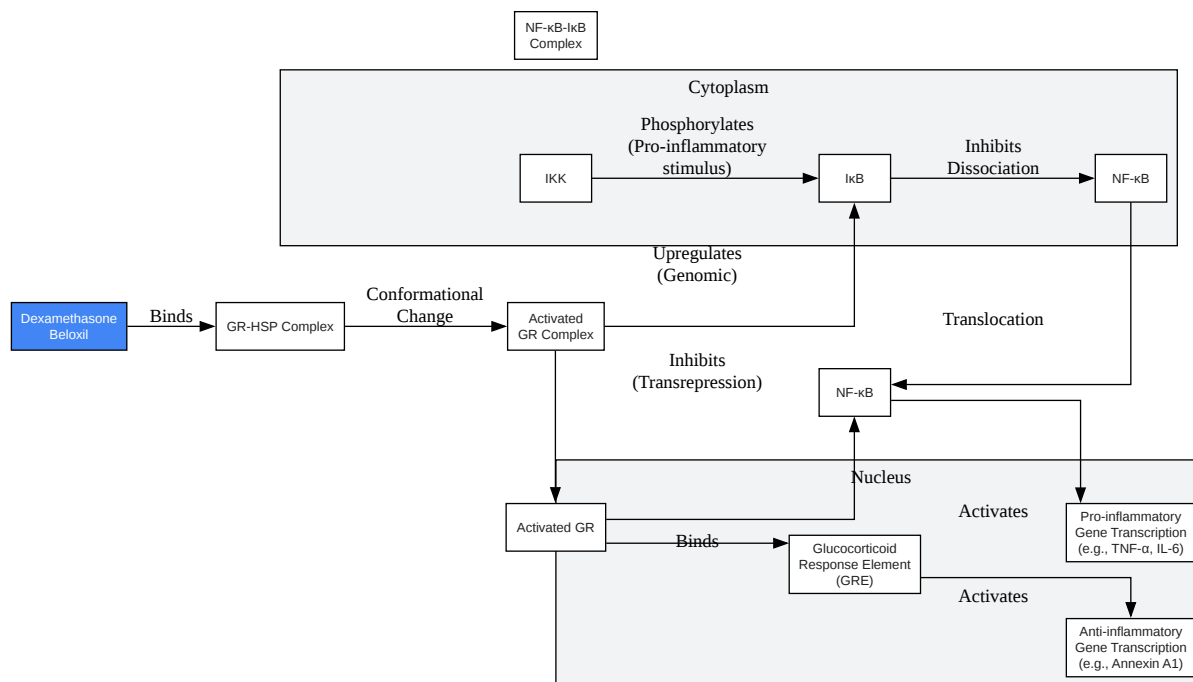 NF-κB-IκB
Complex
Cytoplasm
Phosphorylates
(Pro-inflammatory
stimulus)
Inhibits
Dissociation
IKK
IκB
NF-κB
Upregulates
(Genomic)
Dexamethasone
Beloxil
Binds
GR-HSP Complex
Conformational
Change
Activated
GR Complex
Translocation
Inhibits
(Transrepression)
NF-κB
Nucleus
Activated GR
Binds
Glucocorticoid
Response Element
(GRE)
Activates
Pro-inflammatory
Gene Transcription
(e.g., TNF-α, IL-6)
Activates
Anti-inflammatory
Gene Transcription
(e.g., Annexin A1)